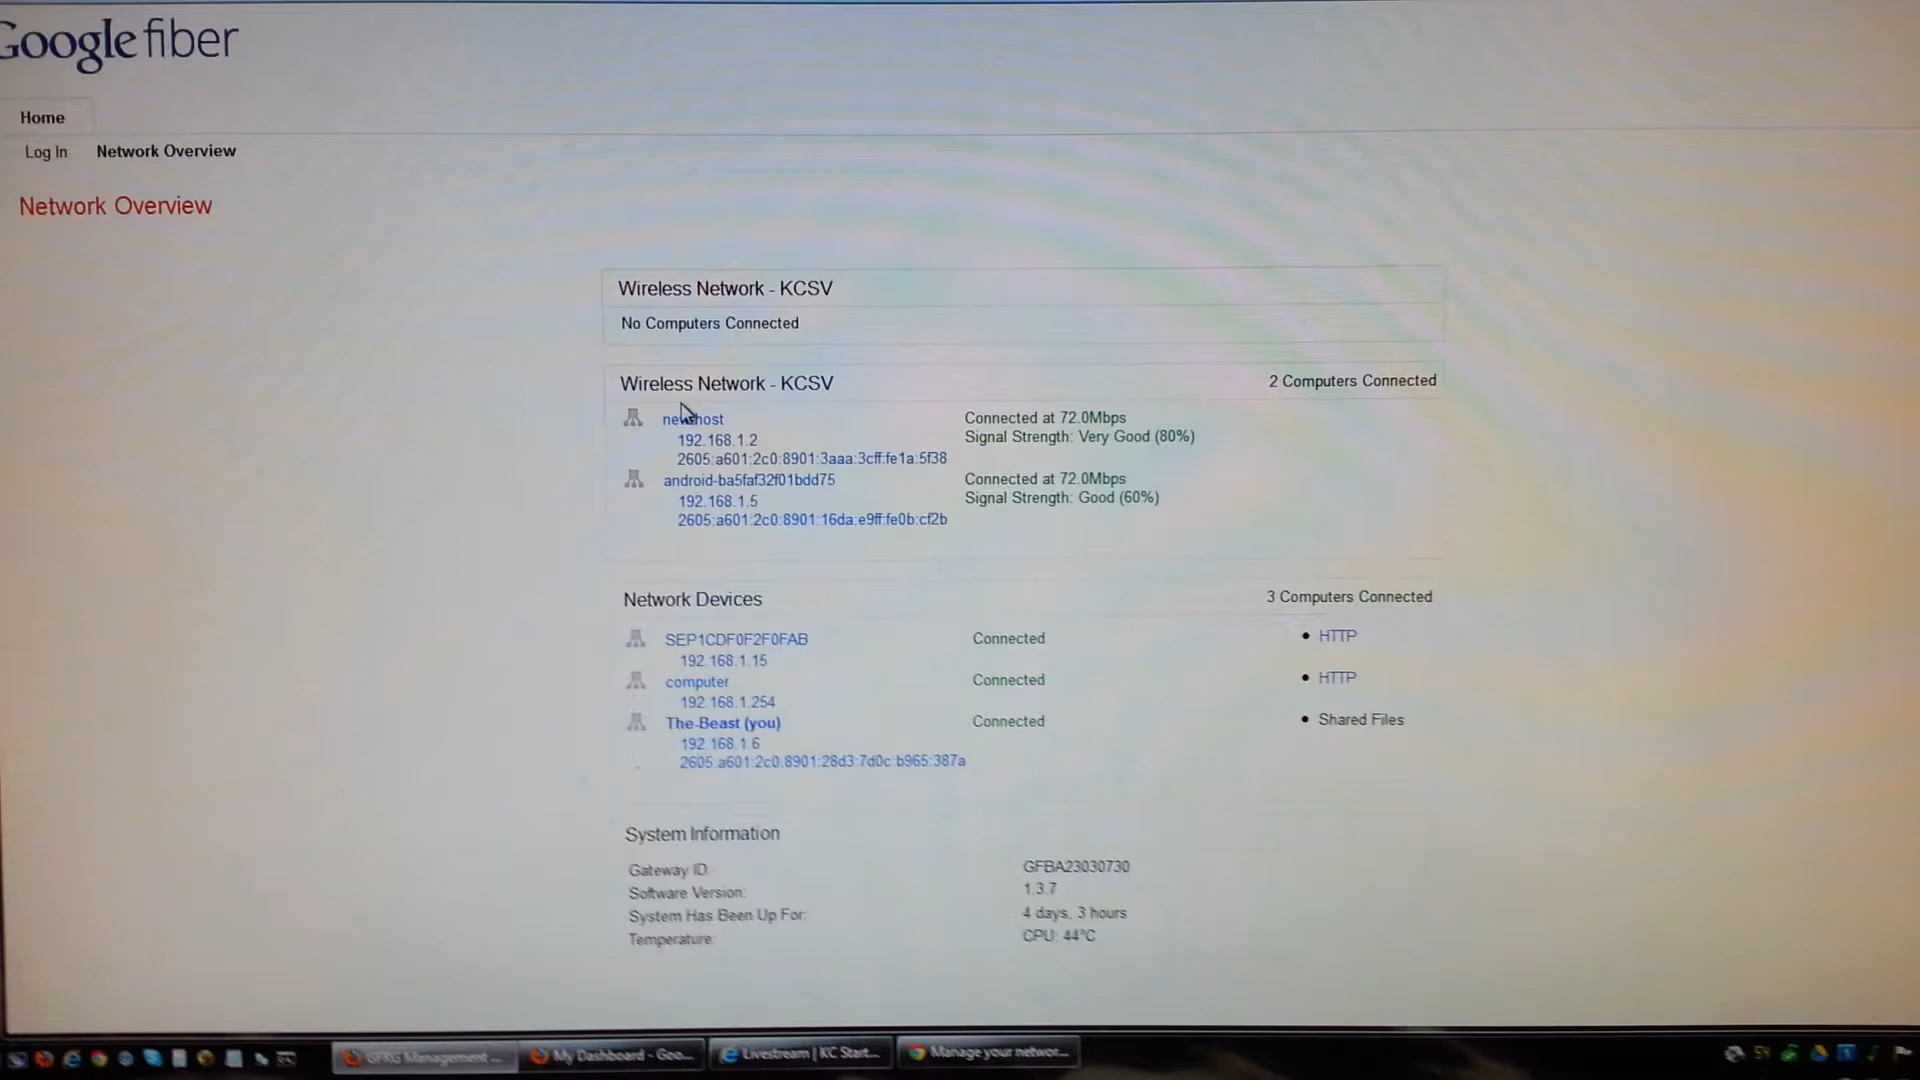 Google fiber
Home
Log In Network Overview
Network Overview
Wireless Network - KCSV
No Computers Connected
Wireless Network - KCSV 2 Computers Connected
newhost Connected at 72.0Mbps
192.168.1.2 Signal Strength: Very Good (80%)
2605:a601:2c0:8901:3aaa:3cff:fe1a:5f38
android-ba5faf32f01bdd75 Connected at 72.0Mbps
192.168.1.5 Signal Strength: Good (60%)
2605:a601:2c0:8901:16da:e9ff:fe0b:cf2b
Network Devices 3 Computers Connected
SEP1CDF0F2F0FAB Connected • HTTP
192.168.1.15
computer Connected • HTTP
192.168.1.254
The-Beast (you) Connected • Shared Files
192.168.1.6
2605:a601:2c0:8901:28d3:7d0c:b965:387a
System Information
Gateway ID: GFBA23030730
Software Version: 1.3.7
System Has Been Up For: 4 days, 3 hours
Temperature: CPU: 44°C
GFRG Management ... My Dashboard - Goo... Livestream | KC Start... Manage your networ...